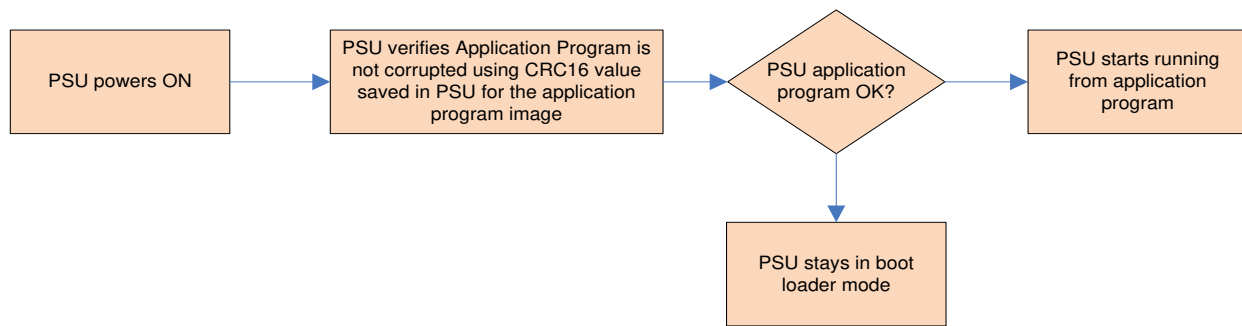 PSU powers ON
PSU verifies Application Program is
not corrupted using CRC16 value
saved in PSU for the application
program image
PSU application
program OK?
PSU starts running
from application
program
PSU stays in boot
loader mode